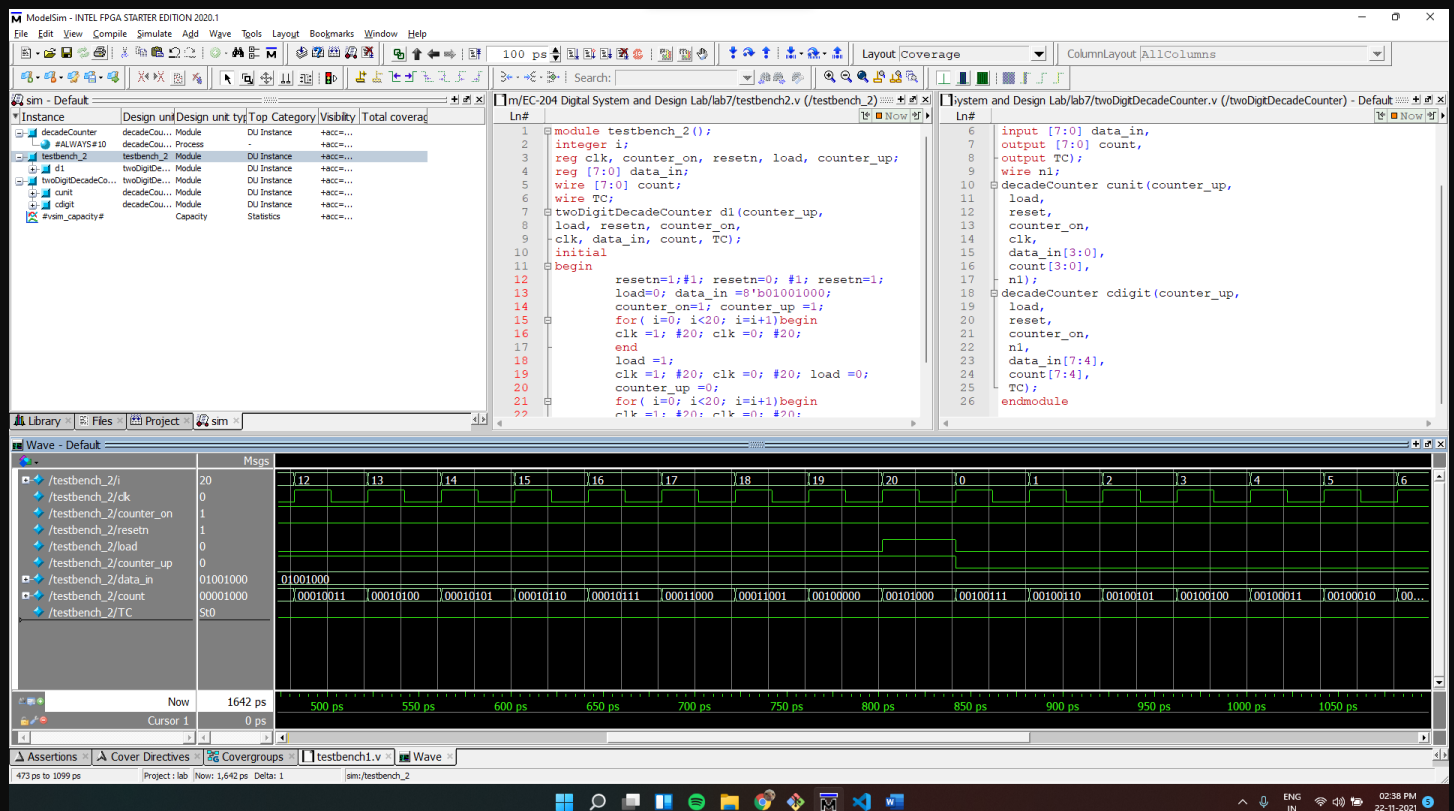 ModelSim - INTEL FPGA STARTER EDITION 2020.1
File Edit View Compile Simulate Add Wave Tools Layout Bookmarks Window Help
100 ps
Layout Coverage
ColumnLayout AllColumns
Search:
sim - Default
Instance Design unit Design unit type Top Category Visibility Total coverag
decadeCounter decadeCou... Module DU Instance +acc=...
#ALWAYS#10 decadeCou... Process - +acc=...
testbench_2 testbench_2 Module DU Instance +acc=...
d1 twoDigitDe... Module DU Instance +acc=...
twoDigitDecadeCo... twoDigitDe... Module DU Instance +acc=...
cunit decadeCou... Module DU Instance +acc=...
cdigit decadeCou... Module DU Instance +acc=...
#vsim_capacity# Capacity Statistics +acc=...
Library Files Project sim
m/EC-204 Digital System and Design Lab/lab7/testbench2.v (/testbench_2)
Ln# Now
1 module testbench_2();
2 integer i;
3 reg clk, counter_on, resetn, load, counter_up;
4 reg [7:0] data_in;
5 wire [7:0] count;
6 wire TC;
7 twoDigitDecadeCounter d1(counter_up,
8 load, resetn, counter_on,
9 clk, data_in, count, TC);
10 initial
11 begin
12 resetn=1;#1; resetn=0; #1; resetn=1;
13 load=0; data_in =8'b01001000;
14 counter_on=1; counter_up =1;
15 for( i=0; i<20; i=i+1)begin
16 clk =1; #20; clk =0; #20;
17 end
18 load =1;
19 clk =1; #20; clk =0; #20; load =0;
20 counter_up =0;
21 for( i=0; i<20; i=i+1)begin
22 clk =1; #20; clk =0; #20;
ystem and Design Lab/lab7/twoDigitDecadeCounter.v (/twoDigitDecadeCounter) - Default
Ln# Now
6 input [7:0] data_in,
7 output [7:0] count,
8 output TC);
9 wire n1;
10 decadeCounter cunit(counter_up,
11 load,
12 reset,
13 counter_on,
14 clk,
15 data_in[3:0],
16 count[3:0],
17 n1);
18 decadeCounter cdigit(counter_up,
19 load,
20 reset,
21 counter_on,
22 n1,
23 data_in[7:4],
24 count[7:4],
25 TC);
26 endmodule
Wave - Default
Msgs
/testbench_2/i 20 12 13 14 15 16 17 18 19 20 0 1 2 3 4 5 6
/testbench_2/clk 0
/testbench_2/counter_on 1
/testbench_2/resetn 1
/testbench_2/load 0
/testbench_2/counter_up 0
/testbench_2/data_in 01001000 01001000
/testbench_2/count 00001000 00010011 00010100 00010101 00010110 00010111 00011000 00011001 00100000 00101000 00100111 00100110 00100101 00100100 00100011 00100010 00...
/testbench_2/TC St0
Now 1642 ps 500 ps 550 ps 600 ps 650 ps 700 ps 750 ps 800 ps 850 ps 900 ps 950 ps 1000 ps 1050 ps
Cursor 1 0 ps
Assertions Cover Directives Covergroups testbench1.v Wave
473 ps to 1099 ps Project : lab Now: 1,642 ps Delta: 1 sim:/testbench_2
ENG
IN
02:38 PM
22-11-2021
5